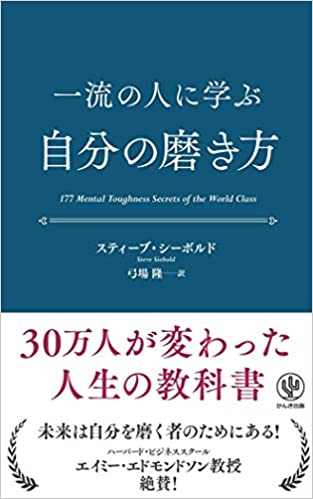 一流の人に学ぶ
自分の磨き方
177 Mental Toughness Secrets of the World Class
スティーブ・シーボルド
Steve Siebold
弓場 隆──訳
30万人が変わった
人生の教科書
かんき出版
未来は自分を磨く者のためにある!
ハーバード・ビジネススクール
エイミー・エドモンドソン教授
絶賛!